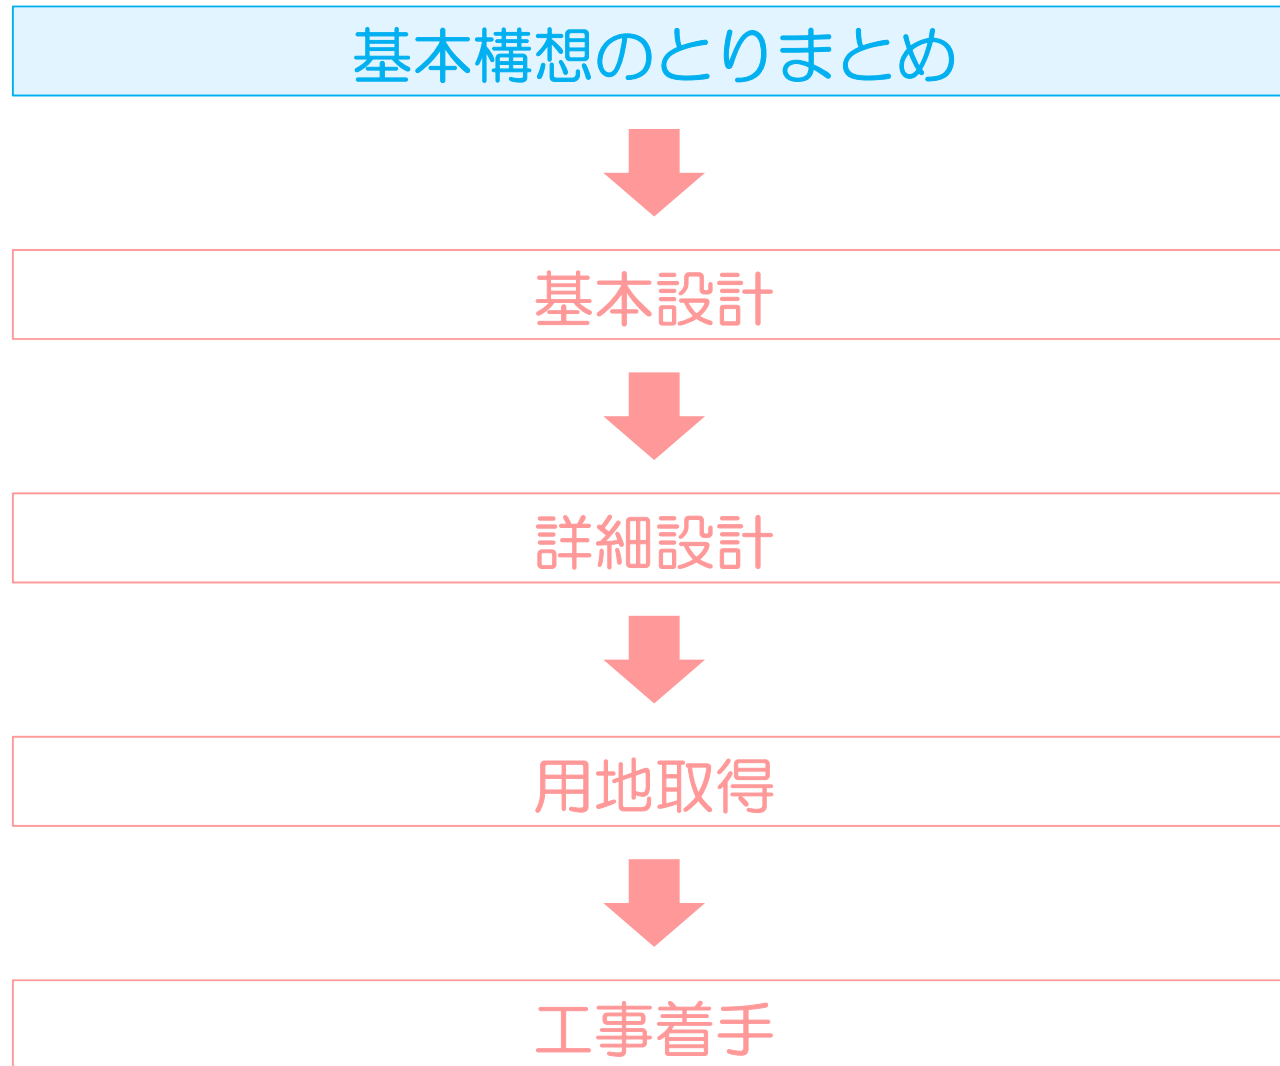 基本構想のとりまとめ
基本設計
詳細設計
用地取得
工事着手